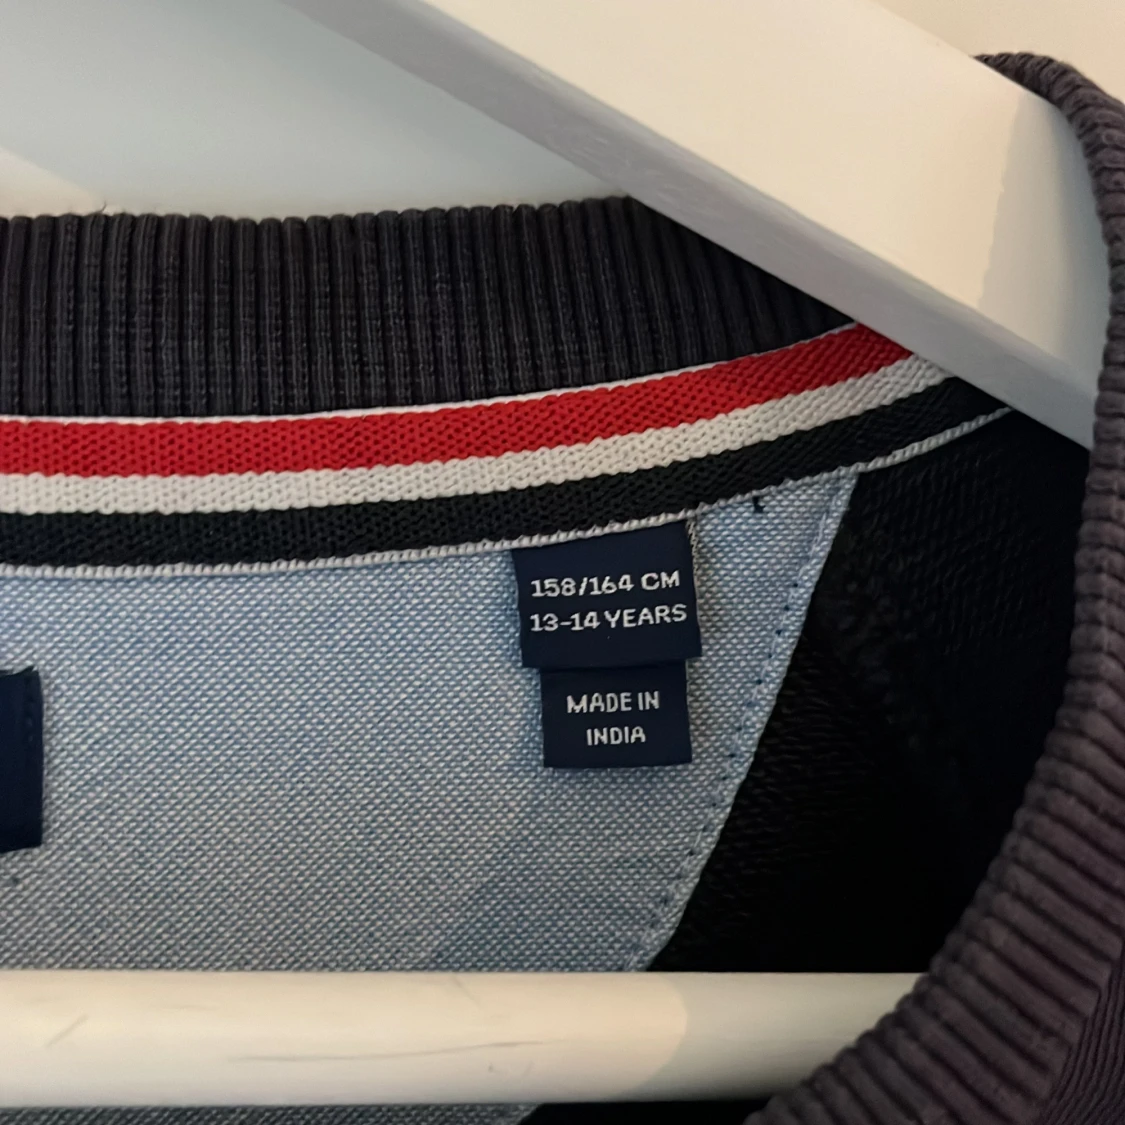 158/164 CM
13-14 YEARS
MADE IN
INDIA